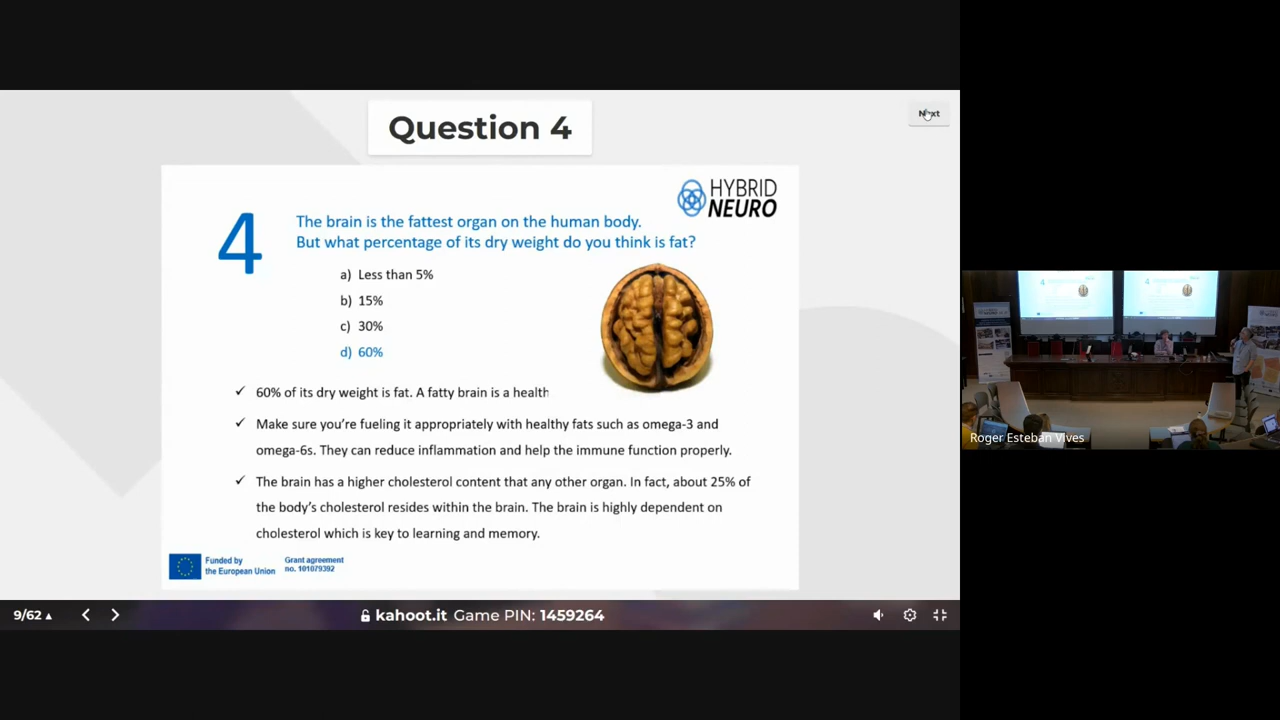 Question 4
Next
HYBRID
NEURO
4
The brain is the fattest organ on the human body.
But what percentage of its dry weight do you think is fat?
a) Less than 5%
b) 15%
c) 30%
d) 60%
✓ 60% of its dry weight is fat. A fatty brain is a health
✓ Make sure you’re fueling it appropriately with healthy fats such as omega-3 and
omega-6s. They can reduce inflammation and help the immune function properly.
✓ The brain has a higher cholesterol content that any other organ. In fact, about 25% of
the body’s cholesterol resides within the brain. The brain is highly dependent on
cholesterol which is key to learning and memory.
Funded by
the European Union
Grant agreement
no. 101079392
9/62
kahoot.it Game PIN: 1459264
Roger Esteban Vives